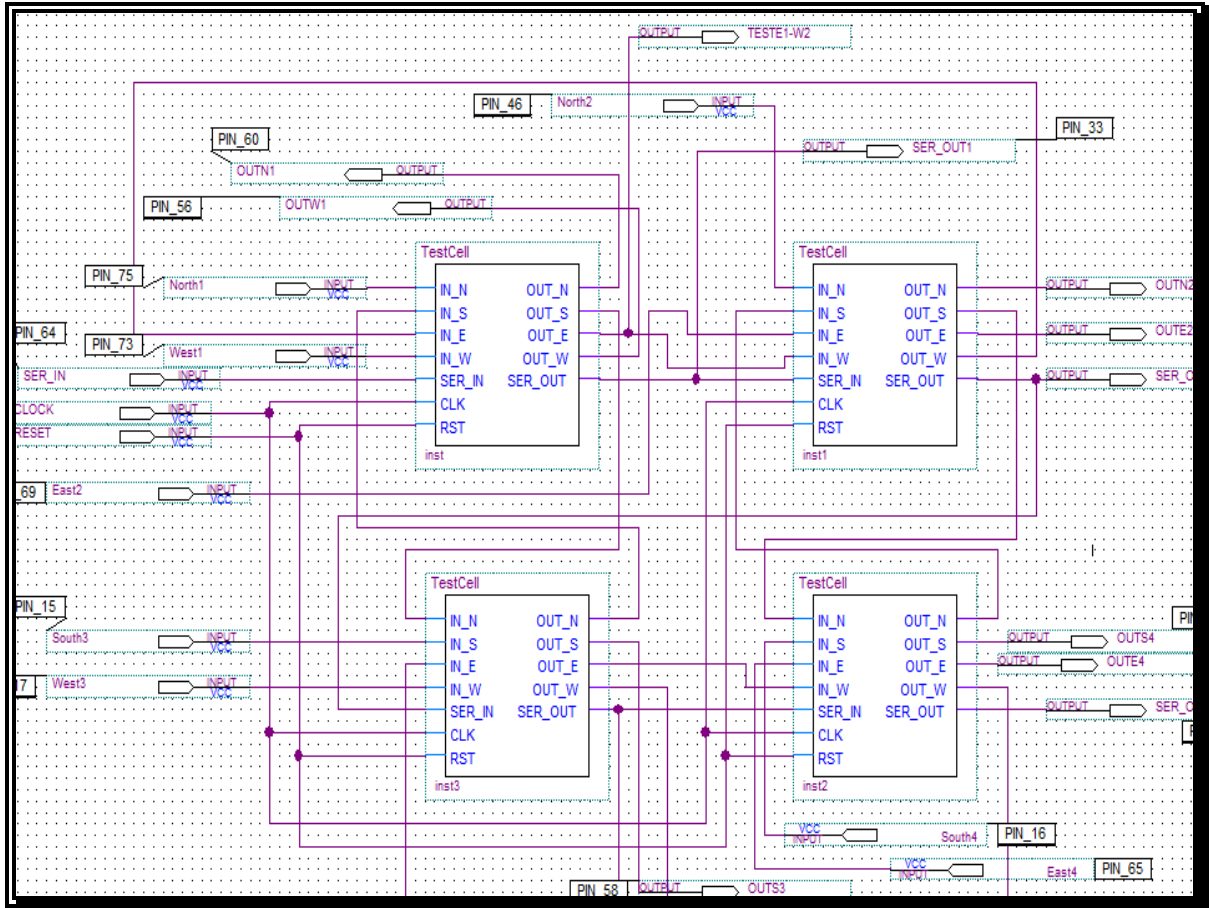 OUTPUT TESTE1-W2
PIN_46 North2 INPUT
VCC
PIN_33
PIN_60
OUTPUT SER_OUT1
OUTN1 OUTPUT
PIN_56 OUTW1 OUTPUT
TestCell
TestCell
PIN_75
North1 INPUT
VCC
IN_N OUT_N
IN_S OUT_S
IN_E OUT_E
IN_W OUT_W
SER_IN SER_OUT
CLK
RST
inst
IN_N OUT_N
IN_S OUT_S
IN_E OUT_E
IN_W OUT_W
SER_IN SER_OUT
CLK
RST
inst1
OUTPUT OUTN2
OUTPUT OUTE2
OUTPUT SER_O
PIN_64
PIN_73
West1 INPUT
VCC
SER_IN INPUT
VCC
CLOCK INPUT
VCC
RESET INPUT
VCC
_69 East2 INPUT
VCC
TestCell
TestCell
PIN_15
South3 INPUT
VCC
17 West3 INPUT
VCC
IN_N OUT_N
IN_S OUT_S
IN_E OUT_E
IN_W OUT_W
SER_IN SER_OUT
CLK
RST
inst3
IN_N OUT_N
IN_S OUT_S
IN_E OUT_E
IN_W OUT_W
SER_IN SER_OUT
CLK
RST
inst2
OUTPUT OUTS4
OUTPUT OUTE4
OUTPUT SER_O
VCC
INPUT South4 PIN_16
VCC
INPUT East4 PIN_65
PIN_58 OUTPUT OUTS3